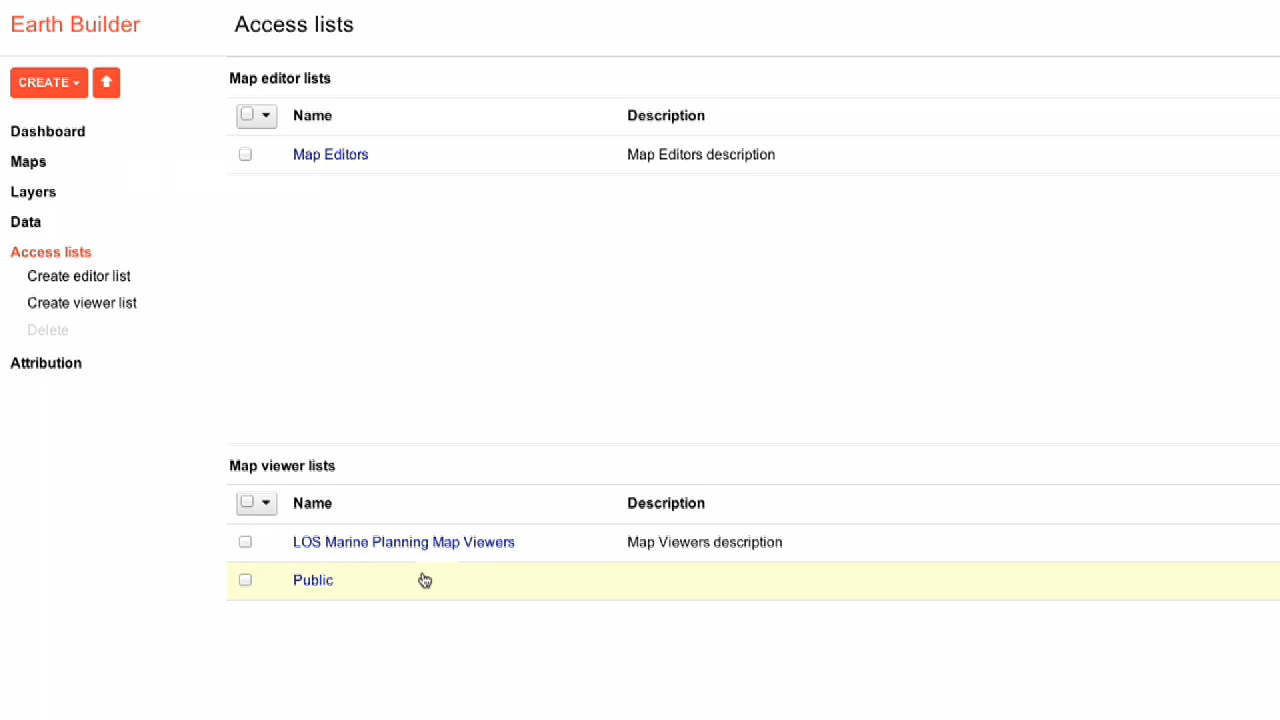 Earth Builder
Access lists
CREATE
Dashboard
Maps
Layers
Data
Access lists
Create editor list
Create viewer list
Delete
Attribution
Map editor lists
Name Description
Map Editors Map Editors description
Map viewer lists
Name Description
LOS Marine Planning Map Viewers Map Viewers description
Public